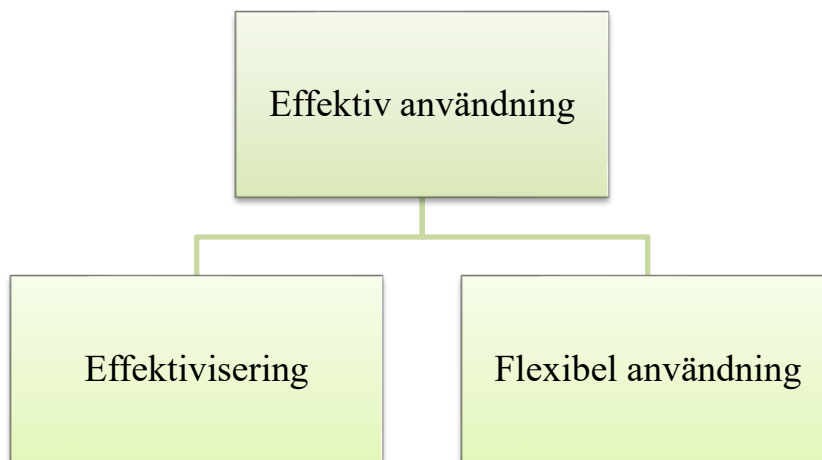 Effektiv användning
Effektivisering
Flexibel användning